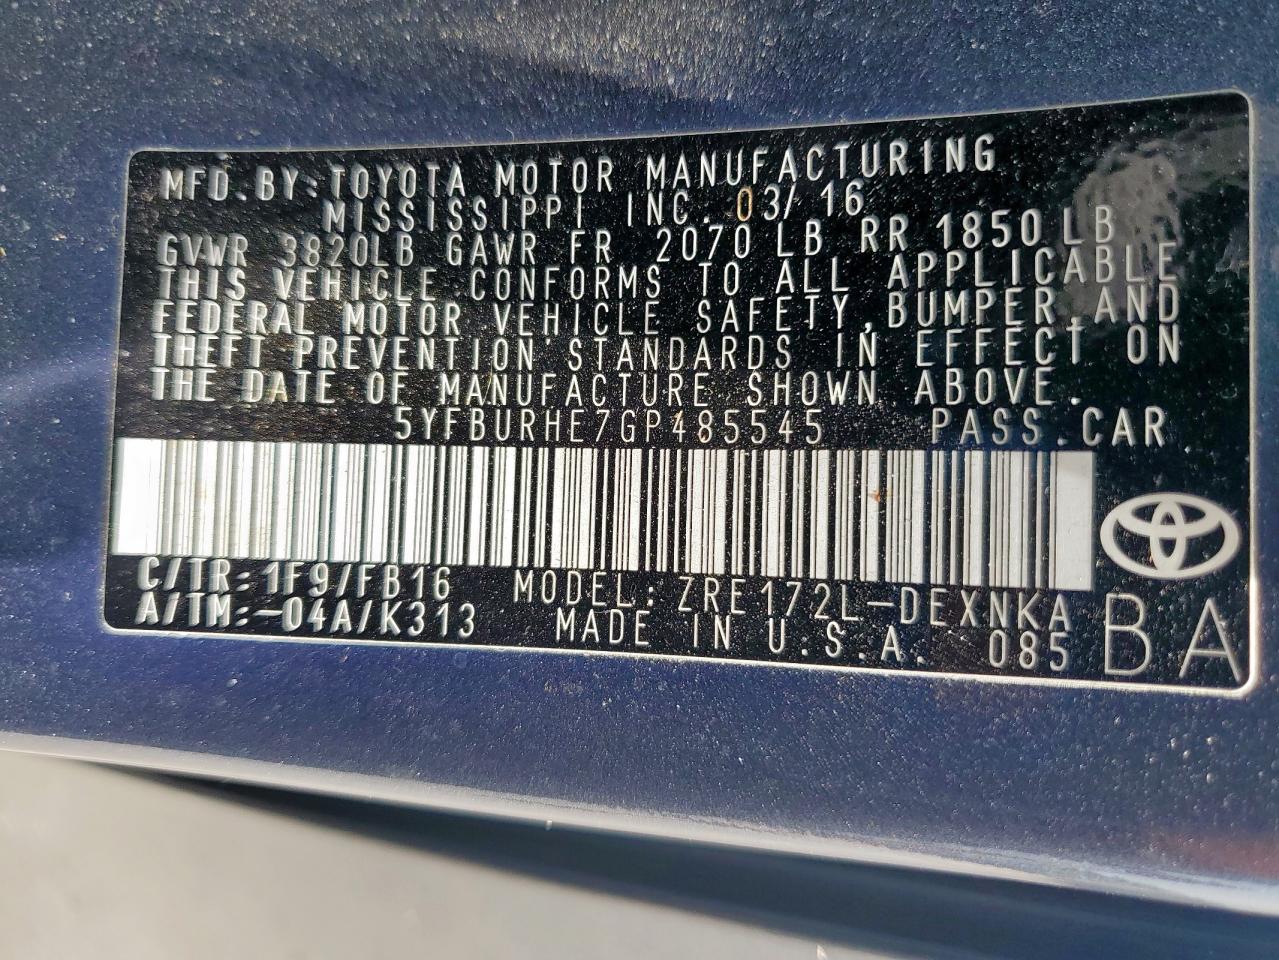 MFD.BY:TOYOTA MOTOR MANUFACTURING
MISSISSIPPI INC. 03/16
GVWR 3820LB GAWR FR 2070LB RR 1850LB
THIS VEHICLE CONFORMS TO ALL APPLICABLE
FEDERAL MOTOR VEHICLE SAFETY,BUMPER,AND
THEFT PREVENTION STANDARDS IN EFFECT ON
THE DATE OF MANUFACTURE SHOWN ABOVE.
5YFBURHE7GP485545 PASS.CAR
C/TR:1F9/FB16 MODEL:ZRE172L-DEXNKA
A/TM:-04A/K313 MADE IN U.S.A. 085
BA